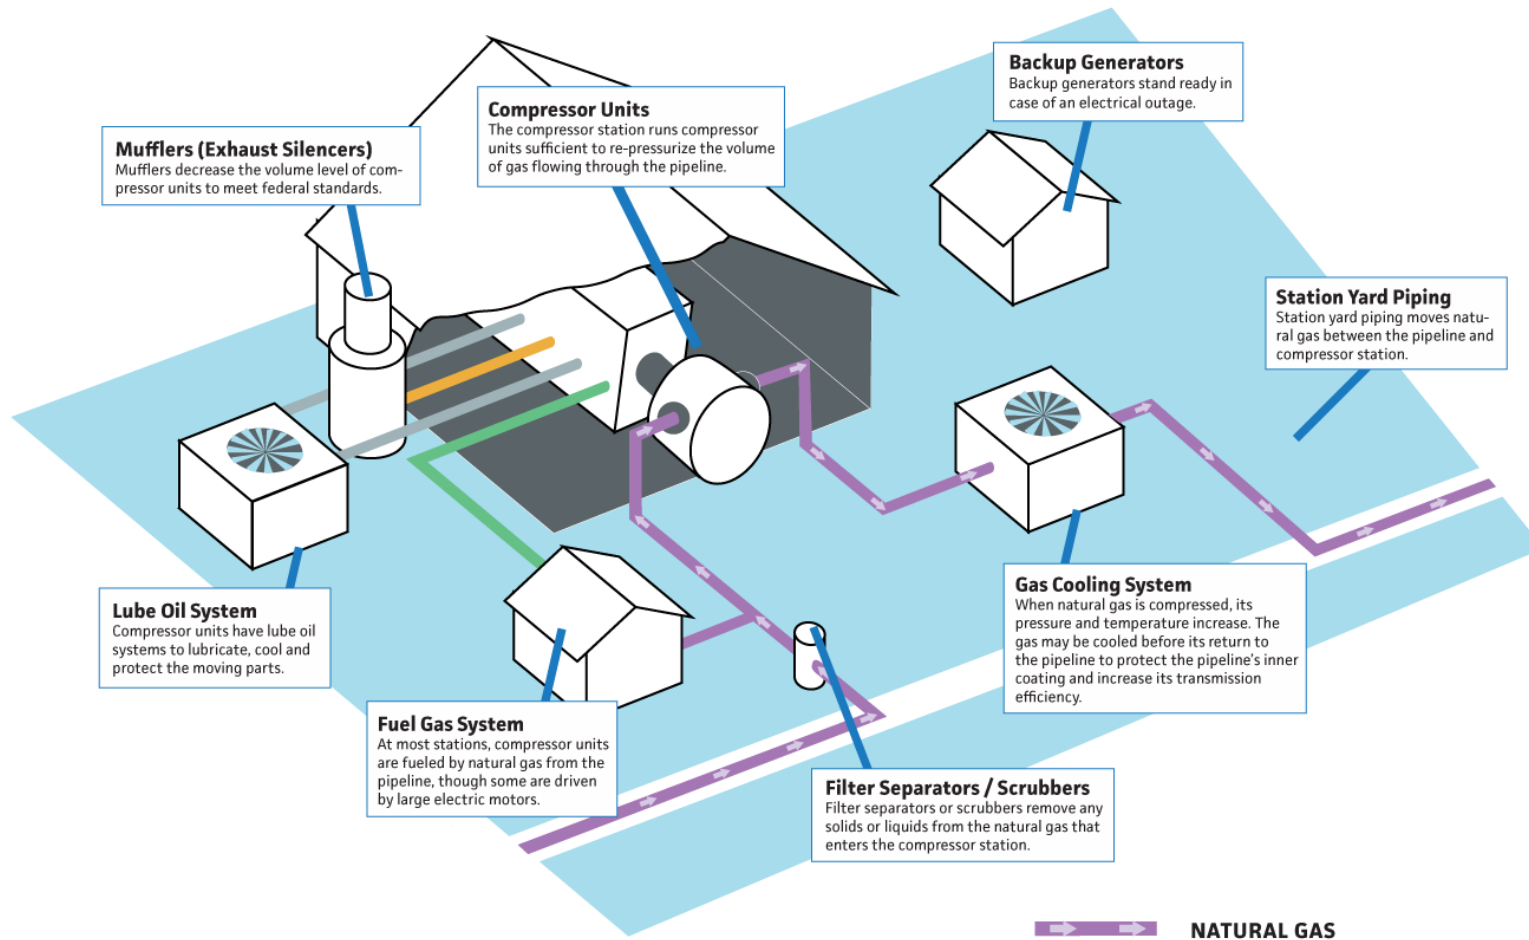 Backup Generators
Backup generators stand ready in
case of an electrical outage.
Compressor Units
The compressor station runs compressor
units sufficient to re-pressurize the volume
of gas flowing through the pipeline.
Mufflers (Exhaust Silencers)
Mufflers decrease the volume level of com-
pressor units to meet federal standards.
Station Yard Piping
Station yard piping moves natu-
ral gas between the pipeline and
compressor station.
Gas Cooling System
When natural gas is compressed, its
pressure and temperature increase. The
gas may be cooled before its return to
the pipeline to protect the pipeline's inner
coating and increase its transmission
efficiency.
Lube Oil System
Compressor units have lube oil
systems to lubricate, cool and
protect the moving parts.
Fuel Gas System
At most stations, compressor units
are fueled by natural gas from the
pipeline, though some are driven
by large electric motors.
Filter Separators / Scrubbers
Filter separators or scrubbers remove any
solids or liquids from the natural gas that
enters the compressor station.
NATURAL GAS